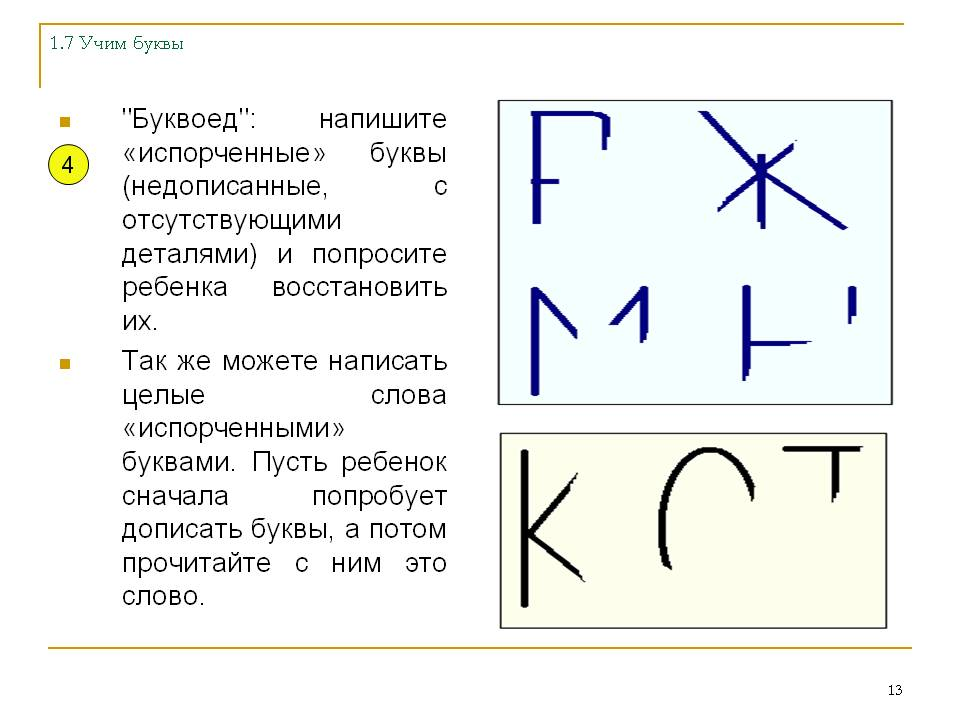 1.7 Учим буквы
"Буквоед": напишите
4
«испорченные» буквы
(недописанные, с
отсутствующими
деталями) и попросите
ребенка восстановить
их.
Так же можете написать
целые слова
«испорченными»
буквами. Пусть ребенок
сначала попробует
дописать буквы, а потом
прочитайте с ним это
слово.
К О Т
13